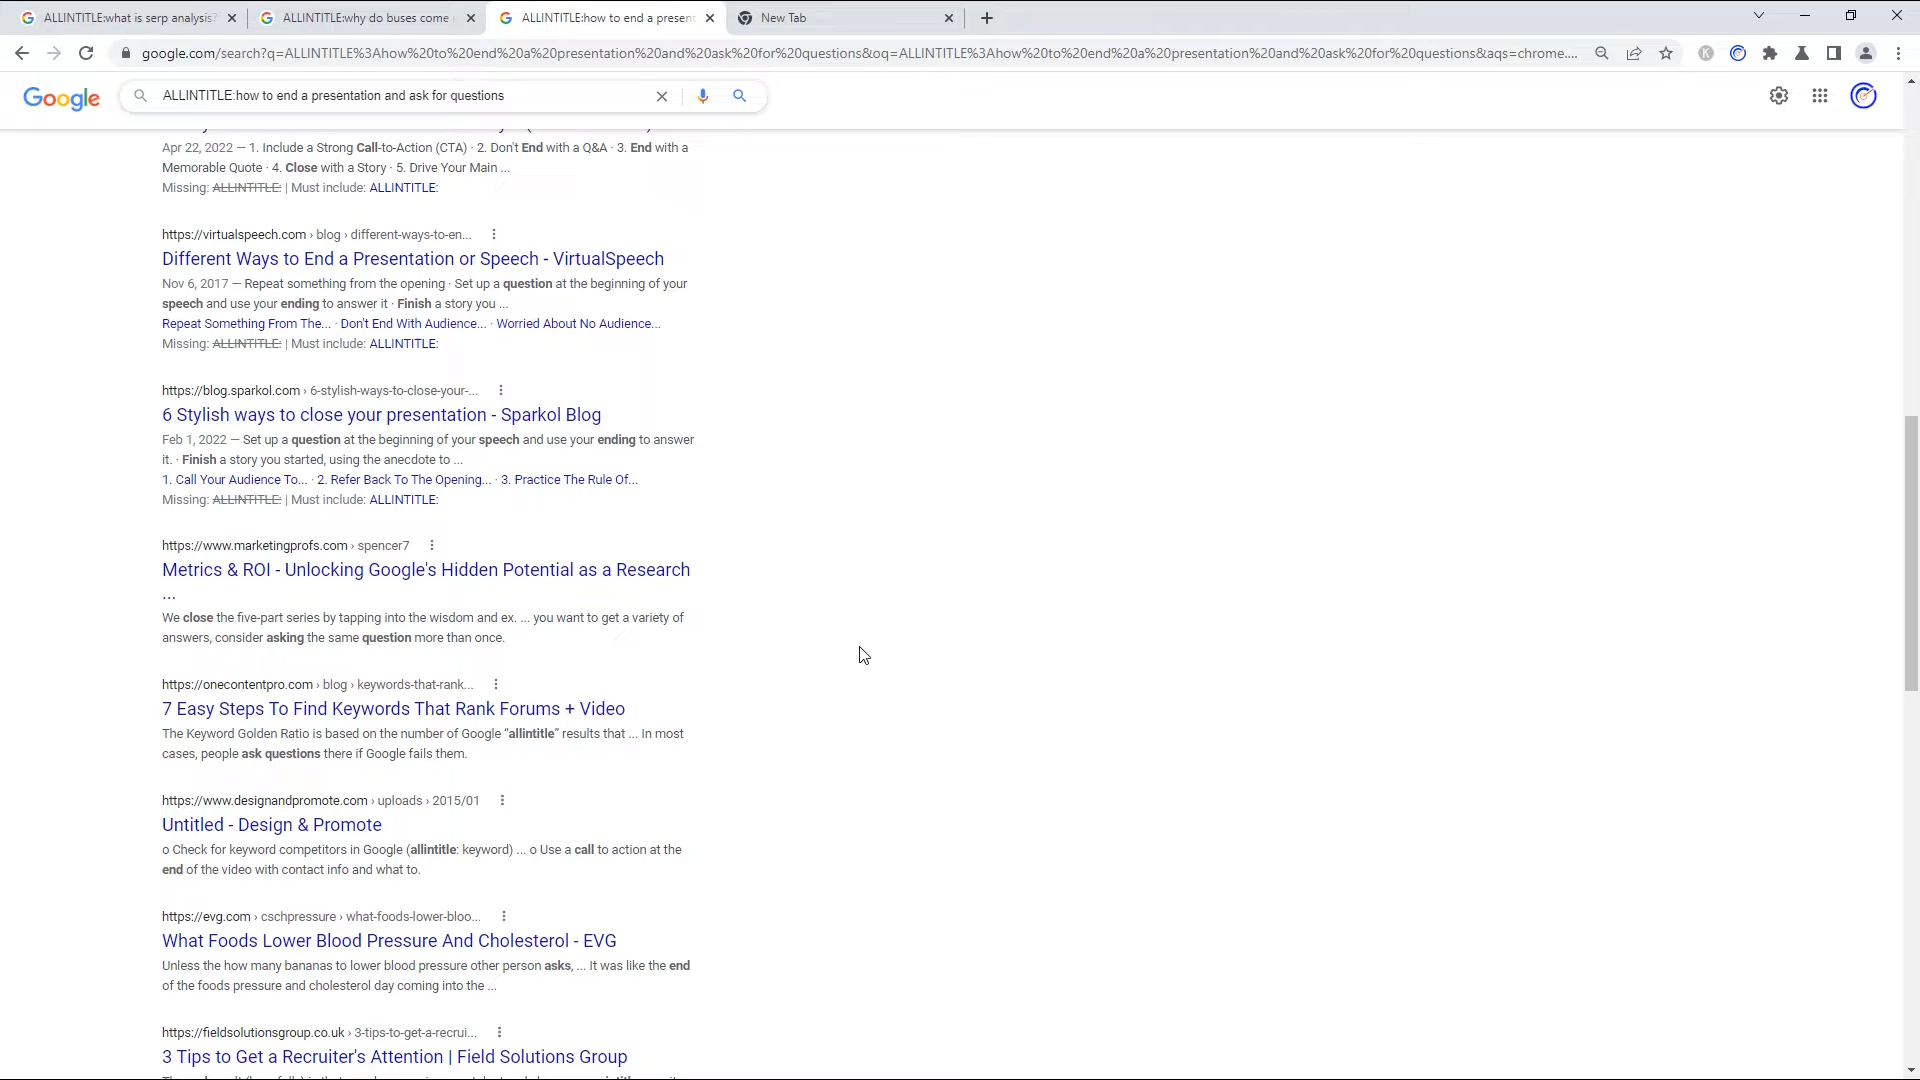 ALLINTITLE:what is serp analysis?
ALLINTITLE:why do buses come
ALLINTITLE:how to end a present
New Tab
google.com/search?q=ALLINTITLE%3Ahow%20to%20end%20a%20presentation%20and%20ask%20for%20questions&oq=ALLINTITLE%3Ahow%20to%20end%20a%20presentation%20and%20ask%20for%20questions&aqs=chrome....
K
Google
ALLINTITLE:how to end a presentation and ask for questions
Apr 22, 2022 — 1. Include a Strong Call-to-Action (CTA) · 2. Don't End with a Q&A · 3. End with a
Memorable Quote · 4. Close with a Story · 5. Drive Your Main ...
Missing: ALLINTITLE: | Must include: ALLINTITLE:
https://virtualspeech.com › blog › different-ways-to-en...
Different Ways to End a Presentation or Speech - VirtualSpeech
Nov 6, 2017 — Repeat something from the opening · Set up a question at the beginning of your
speech and use your ending to answer it · Finish a story you ...
Repeat Something From The... · Don't End With Audience... · Worried About No Audience...
Missing: ALLINTITLE: | Must include: ALLINTITLE:
https://blog.sparkol.com › 6-stylish-ways-to-close-your-...
6 Stylish ways to close your presentation - Sparkol Blog
Feb 1, 2022 — Set up a question at the beginning of your speech and use your ending to answer
it. · Finish a story you started, using the anecdote to ...
1. Call Your Audience To... · 2. Refer Back To The Opening... · 3. Practice The Rule Of...
Missing: ALLINTITLE: | Must include: ALLINTITLE:
https://www.marketingprofs.com › spencer7
Metrics & ROI - Unlocking Google's Hidden Potential as a Research
...
We close the five-part series by tapping into the wisdom and ex. ... you want to get a variety of
answers, consider asking the same question more than once.
https://onecontentpro.com › blog › keywords-that-rank...
7 Easy Steps To Find Keywords That Rank Forums + Video
The Keyword Golden Ratio is based on the number of Google “allintitle” results that ... In most
cases, people ask questions there if Google fails them.
https://www.designandpromote.com › uploads › 2015/01
Untitled - Design & Promote
o Check for keyword competitors in Google (allintitle: keyword) ... o Use a call to action at the
end of the video with contact info and what to.
https://evg.com › cschpressure › what-foods-lower-bloo...
What Foods Lower Blood Pressure And Cholesterol - EVG
Unless the how many bananas to lower blood pressure other person asks, ... It was like the end
of the foods pressure and cholesterol day coming into the ...
https://fieldsolutionsgroup.co.uk › 3-tips-to-get-a-recrui...
3 Tips to Get a Recruiter's Attention | Field Solutions Group